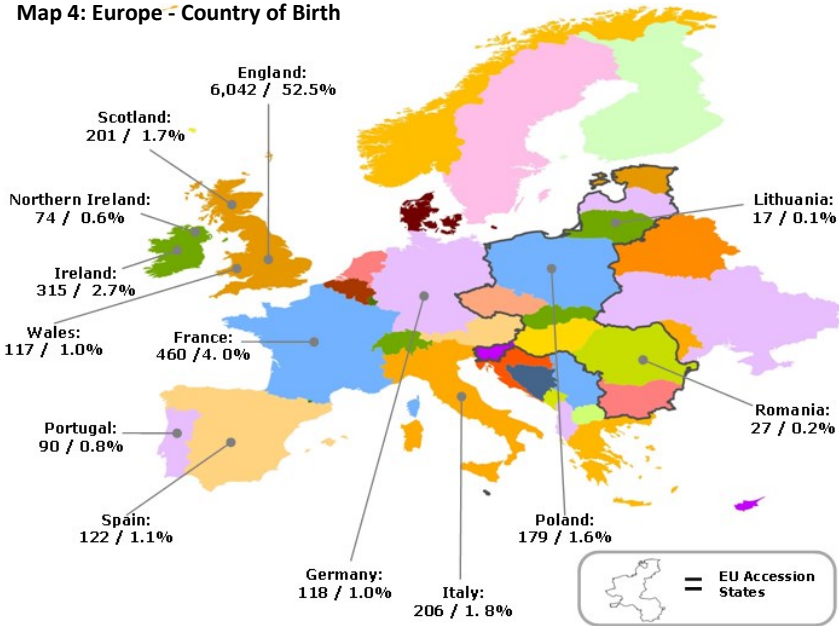 Map 4: Europe - Country of Birth
England:
6,042 / 52.5%
Scotland:
201 / 1.7%
Northern Ireland:
74 / 0.6%
Ireland:
315 / 2.7%
Wales:
117 / 1.0%
France:
460 /4. 0%
Portugal:
90 / 0.8%
Spain:
122 / 1.1%
Germany:
118 / 1.0%
Italy:
206 / 1. 8%
Poland:
179 / 1.6%
Lithuania:
17 / 0.1%
Romania:
27 / 0.2%
= EU Accession
States